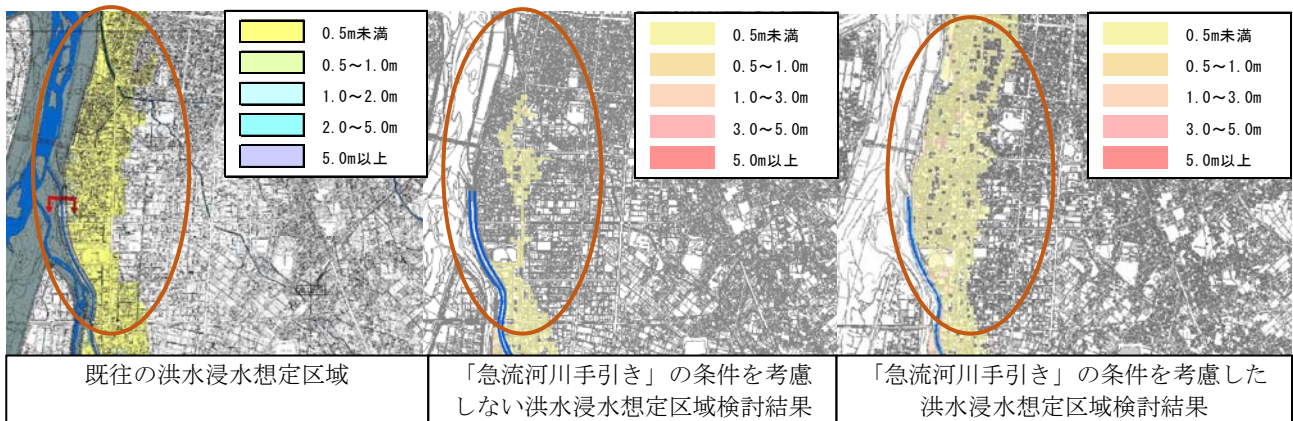 0.5m未満
0.5～1.0m
1.0～2.0m
2.0～5.0m
5.0m以上
0.5m未満
0.5～1.0m
1.0～3.0m
3.0～5.0m
5.0m以上
0.5m未満
0.5～1.0m
1.0～3.0m
3.0～5.0m
5.0m以上
既往の洪水浸水想定区域
「急流河川手引き」の条件を考慮
しない洪水浸水想定区域検討結果
「急流河川手引き」の条件を考慮した
洪水浸水想定区域検討結果